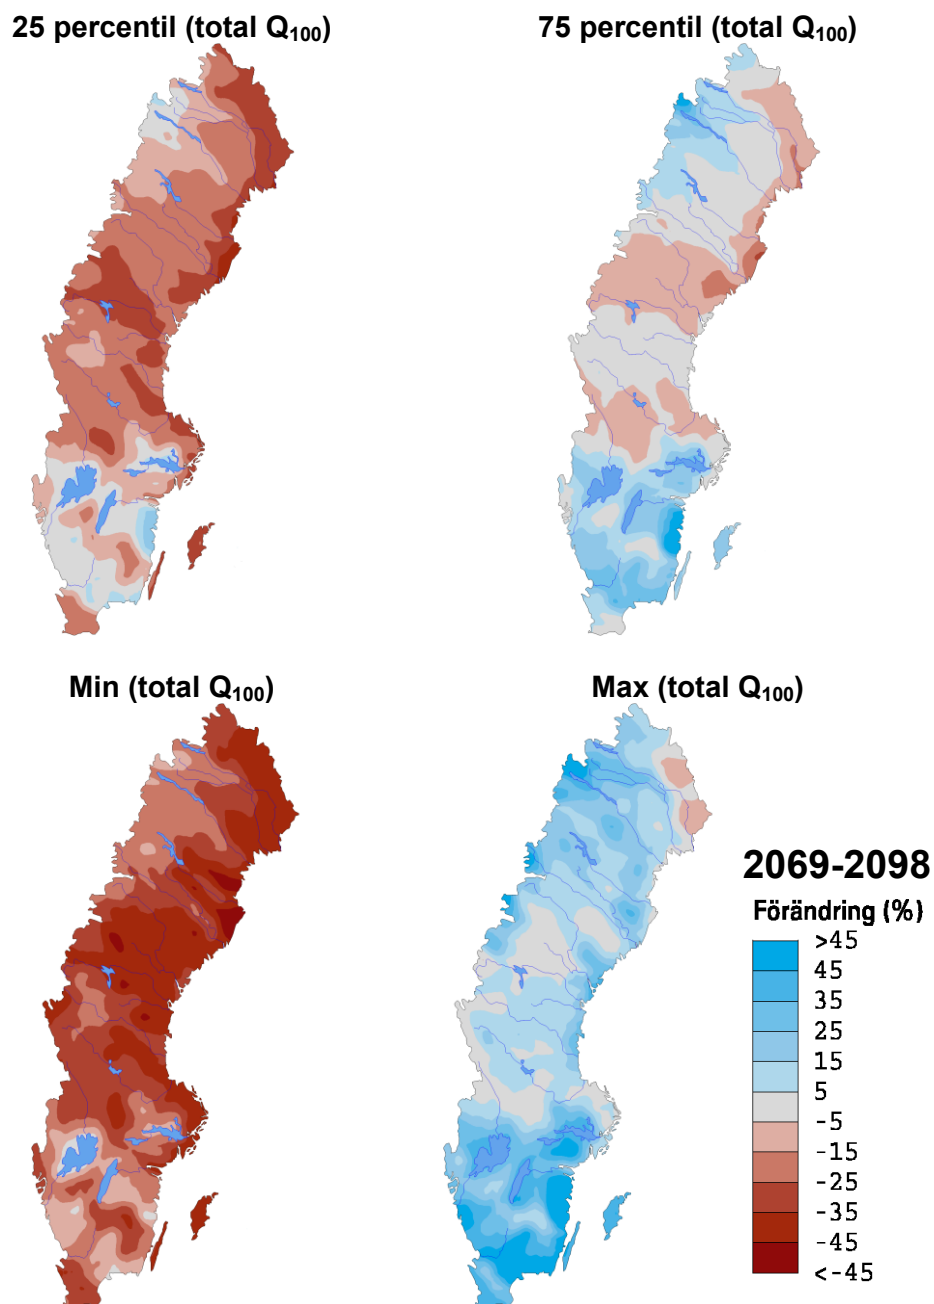 25 percentil (total Q₁₀₀)
75 percentil (total Q₁₀₀)
Min (total Q₁₀₀)
Max (total Q₁₀₀)
2069-2098
Förändring (%)
>45
45
35
25
15
5
-5
-15
-25
-35
-45
<-45